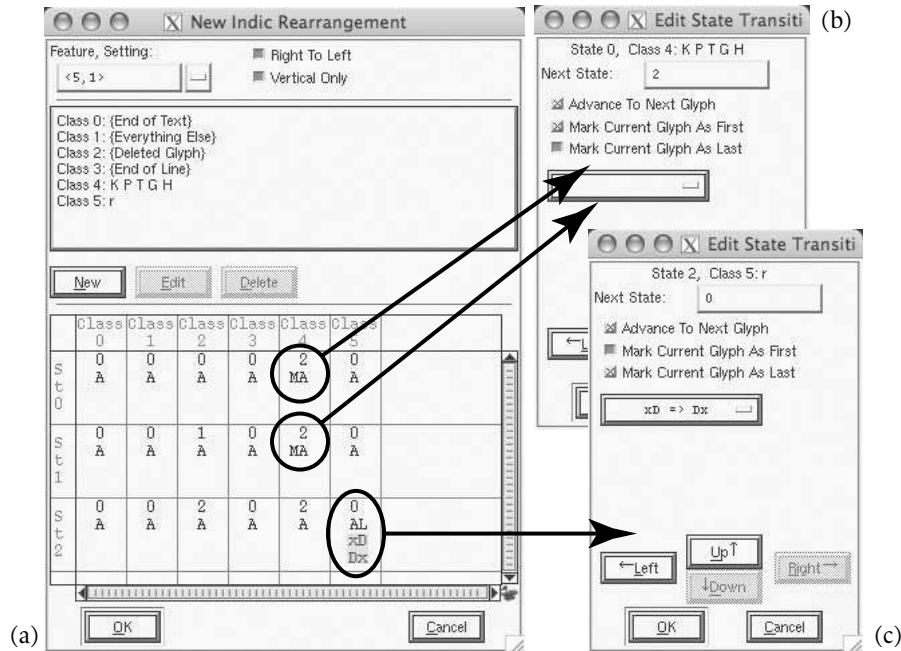 New Indic Rearrangement
Feature, Setting:
<5,1>
Right To Left
Vertical Only
Class 0: {End of Text}
Class 1: {Everything Else}
Class 2: {Deleted Glyph}
Class 3: {End of Line}
Class 4: K P T G H
Class 5: r
New Edit Delete
Class Class Class Class Class Class
0 1 2 3 4 5
St0 0 0 0 0 2 0
A A A A MA A
St1 0 0 1 0 2 0
A A A A MA A
St2 0 0 2 0 2 0
A A A A A AL
xD
Dx
OK Cancel
(a)
Edit State Transiti
(b)
State 0, Class 4: K P T G H
Next State: 2
Advance To Next Glyph
Mark Current Glyph As First
Mark Current Glyph As Last
←L
Edit State Transiti
State 2, Class 5: r
Next State: 0
Advance To Next Glyph
Mark Current Glyph As First
Mark Current Glyph As Last
xD => Dx
Up↑
←Left Right→
↓Down
OK Cancel
(c)